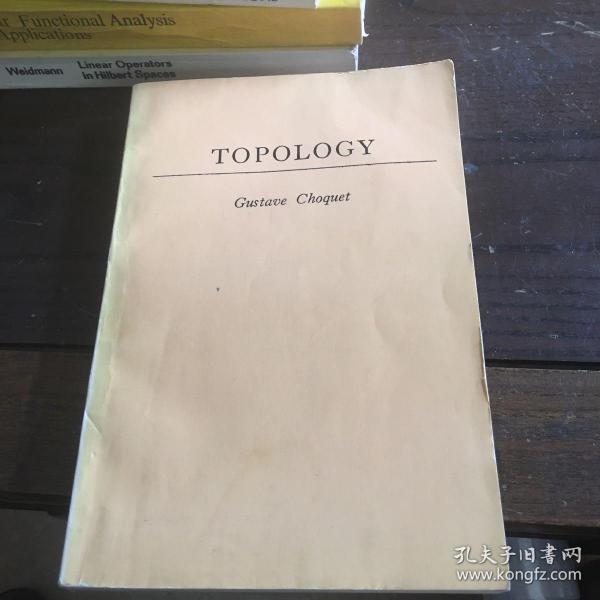 r Functional Analysis
Applications
Weidmann Linear Operators
in Hilbert Spaces
TOPOLOGY
Gustave Choquet
孔夫子旧书网
www.kongfz.com